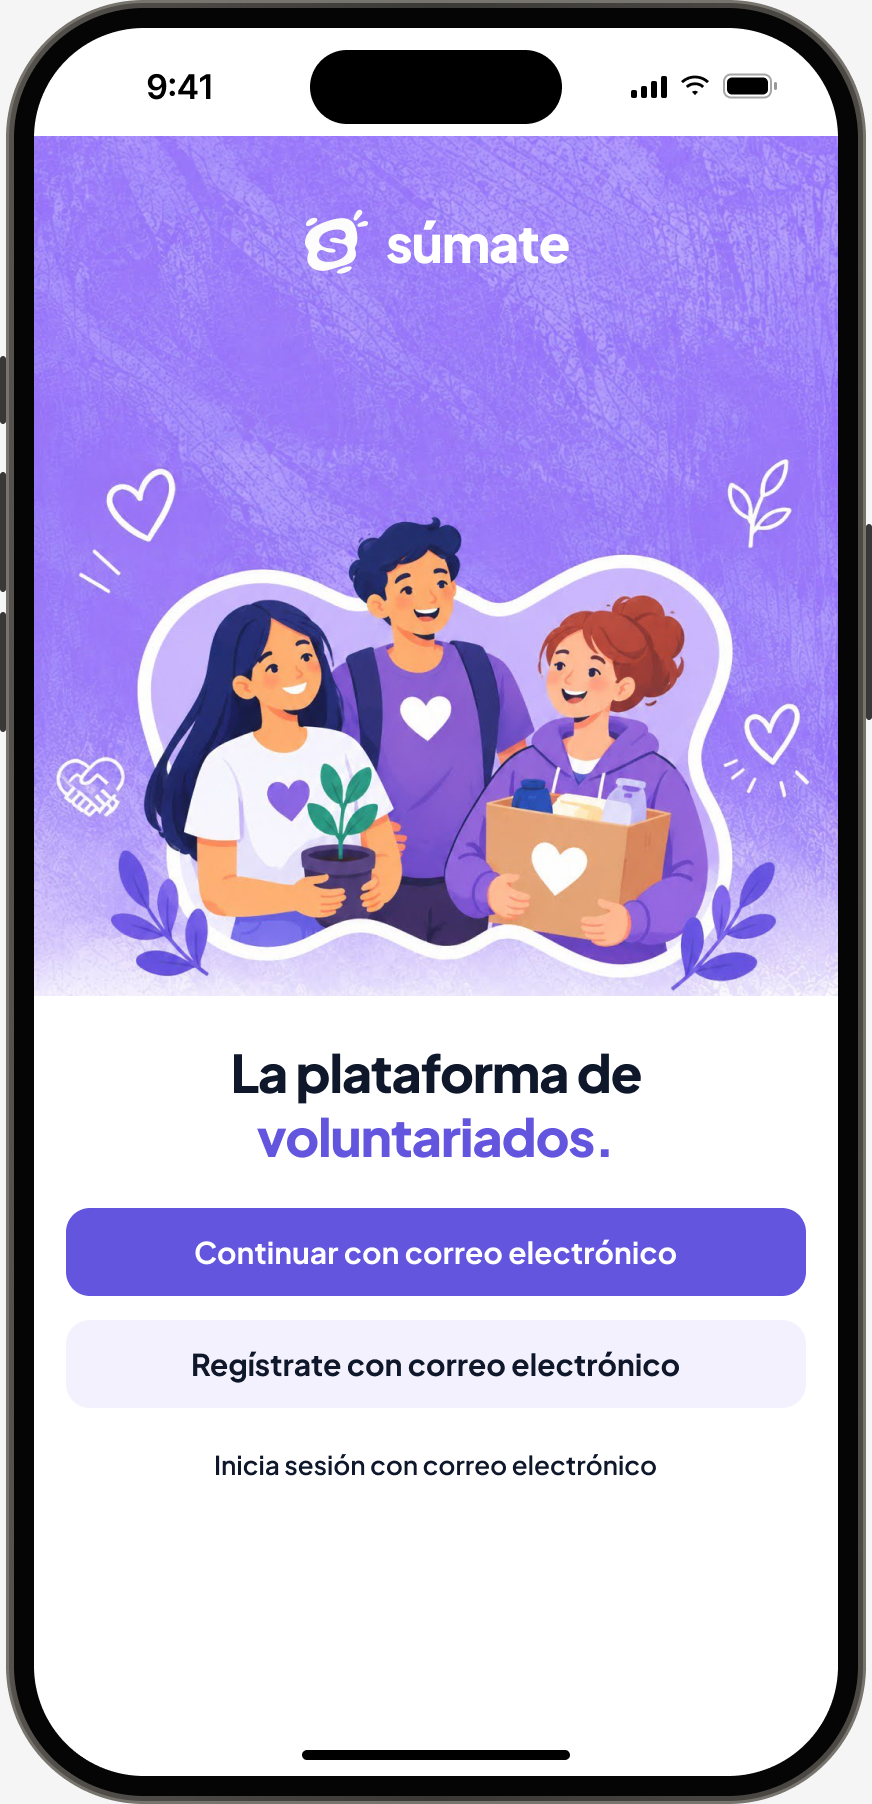 9:41
súmate
La plataforma de
voluntariados.
Continuar con correo electrónico
Regístrate con correo electrónico
Inicia sesión con correo electrónico